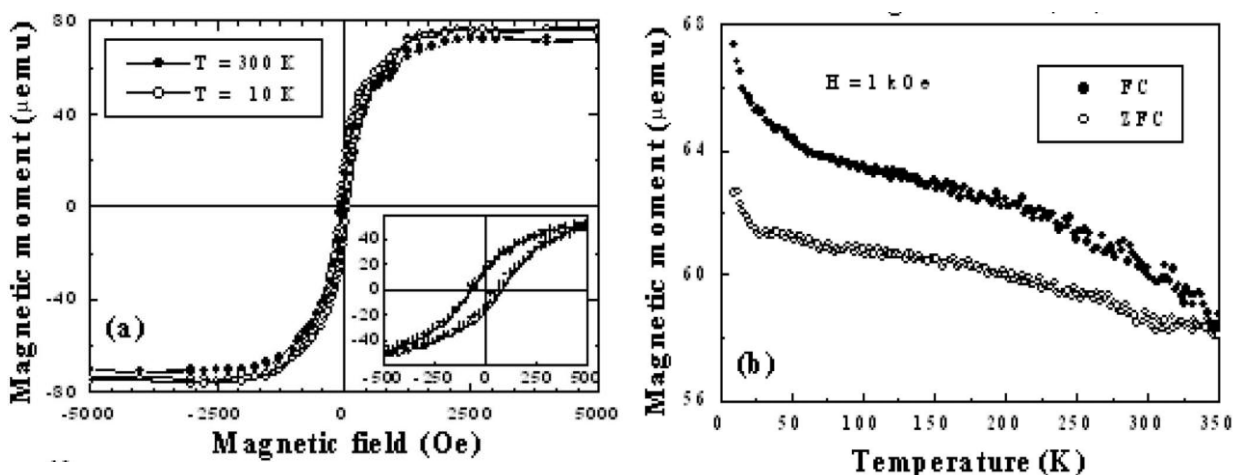 Magnetic moment (μemu)
80
40
0
-40
-80
T = 300 K
T = 10 K
(a)
40
20
0
-20
-40
-500
-250
0
250
500
-5000
-2500
0
2500
5000
Magnetic field (Oe)
Magnetic moment (μemu)
68
64
60
56
H = 1 kOe
FC
ZFC
(b)
0
50
100
150
200
250
300
350
Temperature (K)